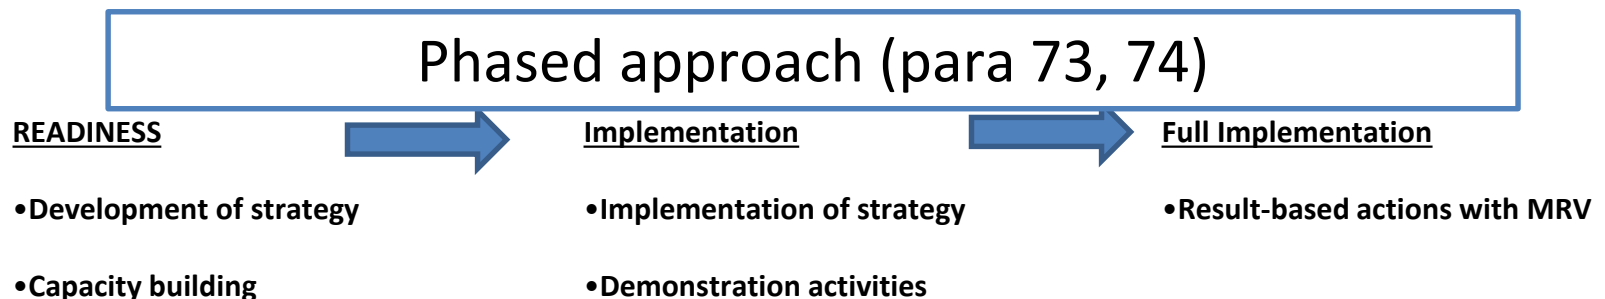 Phased approach (para 73, 74)
READINESS
•Development of strategy
•Capacity building
Implementation
•Implementation of strategy
•Demonstration activities
Full Implementation
•Result-based actions with MRV